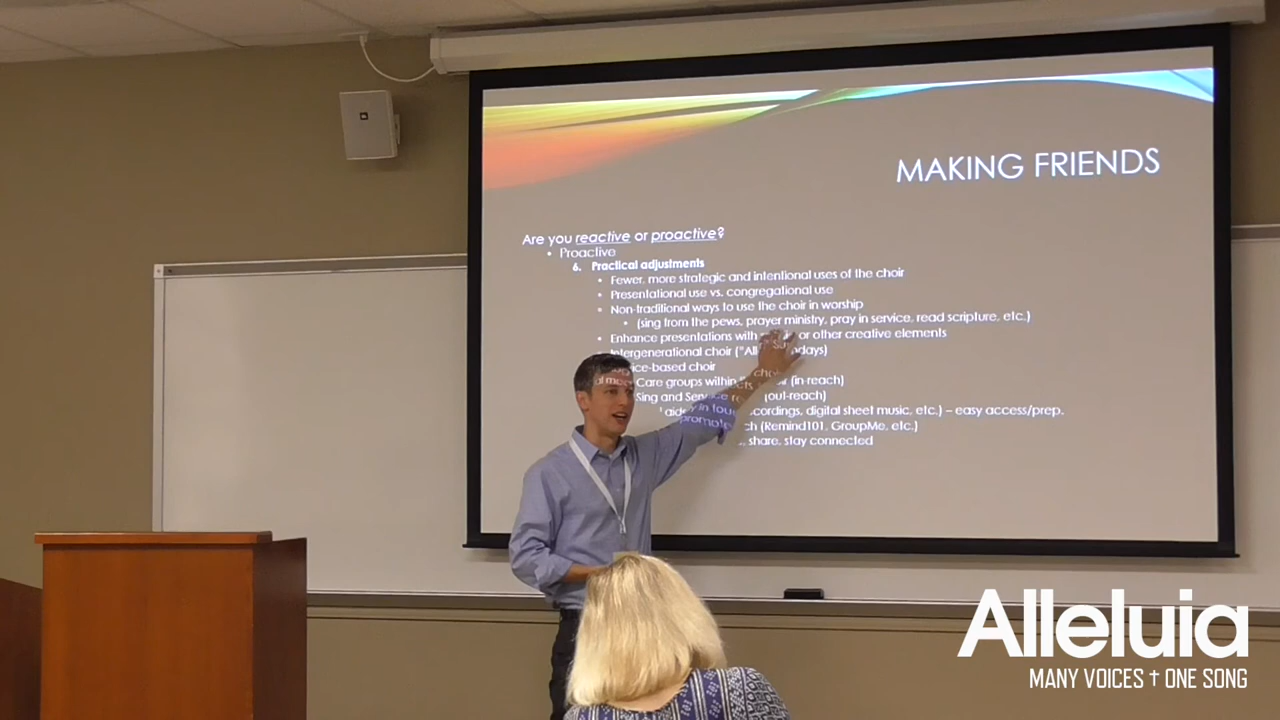 MAKING FRIENDS
Are you reactive or proactive?
• Proactive
6. Practical adjustments
• Fewer, more strategic and intentional uses of the choir
• Presentational use vs. congregational use
• Non-traditional ways to use the choir in worship
• (sing from the pews, prayer ministry, pray in service, read scripture, etc.)
• Enhance presentations with or other creative elements
Intergenerational choir ("All Sundays)
choir
Care groups within (in-reach)
Sing and (out-reach)
digital sheet music, etc.) – easy access/prep.
in touch (Remind101, GroupMe, etc.)
share, stay connected
Alleluia
MANY VOICES † ONE SONG